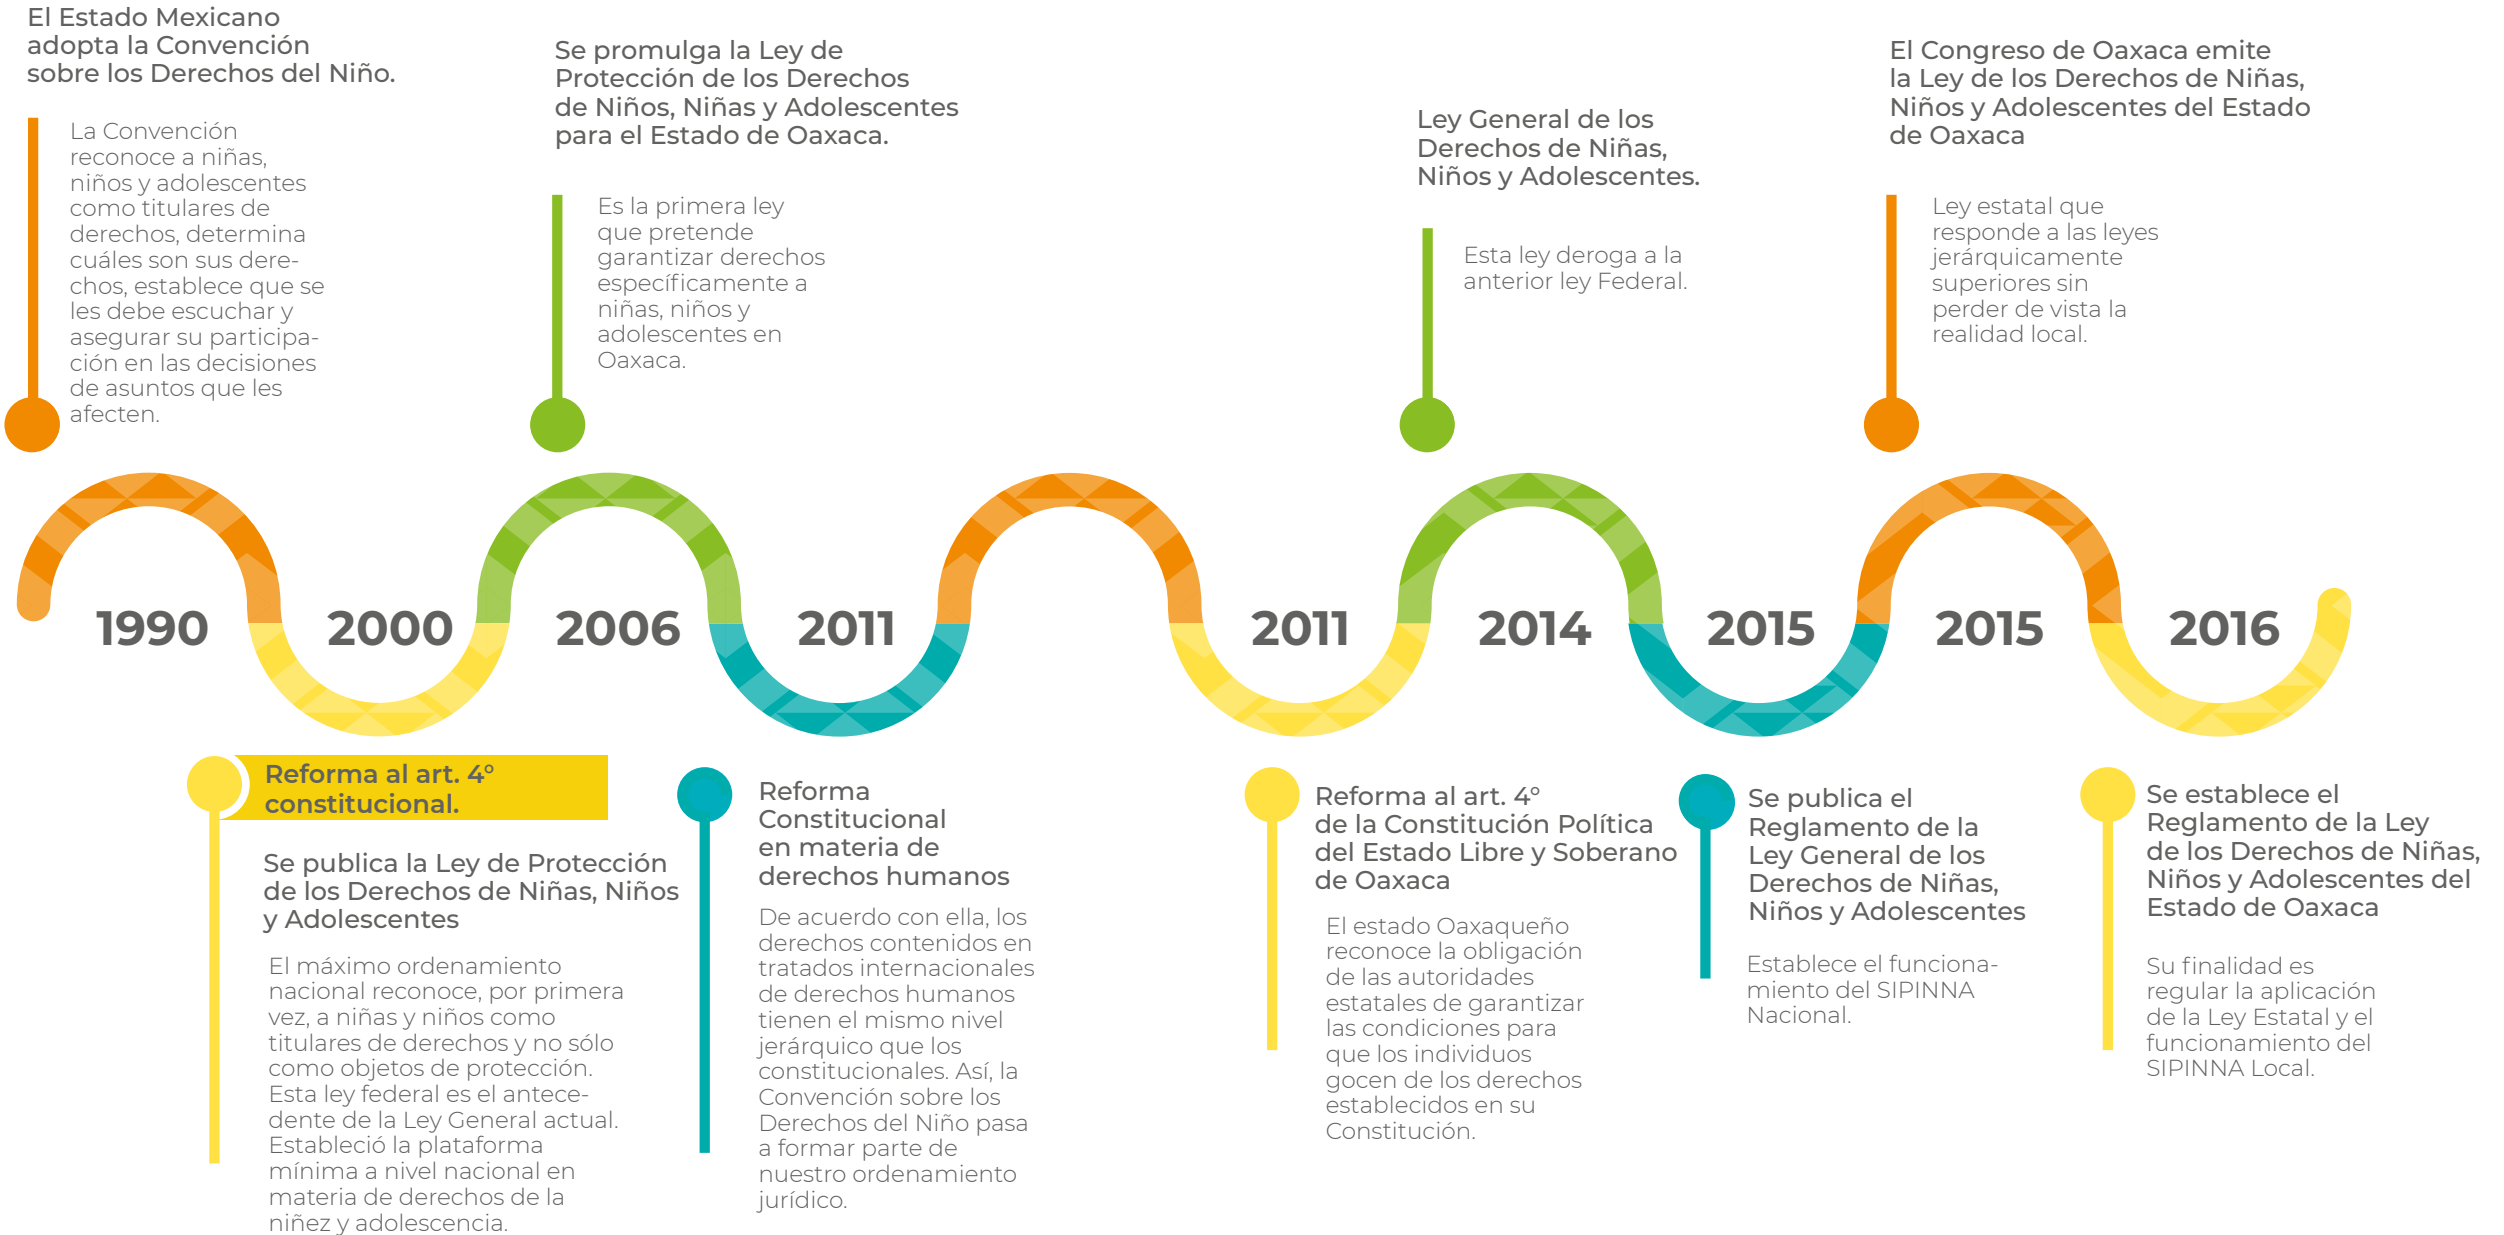 El Estado Mexicano
adopta la Convención
sobre los Derechos del Niño.
La Convención
reconoce a niñas,
niños y adolescentes
como titulares de
derechos, determina
cuáles son sus dere-
chos, establece que se
les debe escuchar y
asegurar su participa-
ción en las decisiones
de asuntos que les
afecten.
Se promulga la Ley de
Protección de los Derechos
de Niños, Niñas y Adolescentes
para el Estado de Oaxaca.
Es la primera ley
que pretende
garantizar derechos
específicamente a
niñas, niños y
adolescentes en
Oaxaca.
Ley General de los
Derechos de Niñas,
Niños y Adolescentes.
Esta ley deroga a la
anterior ley Federal.
El Congreso de Oaxaca emite
la Ley de los Derechos de Niñas,
Niños y Adolescentes del Estado
de Oaxaca
Ley estatal que
responde a las leyes
jerárquicamente
superiores sin
perder de vista la
realidad local.
1990
2000
2006
2011
2011
2014
2015
2015
2016
Reforma al art. 4°
constitucional.
Se publica la Ley de Protección
de los Derechos de Niñas, Niños
y Adolescentes
El máximo ordenamiento
nacional reconoce, por primera
vez, a niñas y niños como
titulares de derechos y no sólo
como objetos de protección.
Esta ley federal es el antece-
dente de la Ley General actual.
Estableció la plataforma
mínima a nivel nacional en
materia de derechos de la
niñez y adolescencia.
Reforma
Constitucional
en materia de
derechos humanos
De acuerdo con ella, los
derechos contenidos en
tratados internacionales
de derechos humanos
tienen el mismo nivel
jerárquico que los
constitucionales. Así, la
Convención sobre los
Derechos del Niño pasa
a formar parte de
nuestro ordenamiento
jurídico.
Reforma al art. 4°
de la Constitución Política
del Estado Libre y Soberano
de Oaxaca
El estado Oaxaqueño
reconoce la obligación
de las autoridades
estatales de garantizar
las condiciones para
que los individuos
gocen de los derechos
establecidos en su
Constitución.
Se publica el
Reglamento de la
Ley General de los
Derechos de Niñas,
Niños y Adolescentes
Establece el funciona-
miento del SIPINNA
Nacional.
Se establece el
Reglamento de la Ley
de los Derechos de Niñas,
Niños y Adolescentes del
Estado de Oaxaca
Su finalidad es
regular la aplicación
de la Ley Estatal y el
funcionamiento del
SIPINNA Local.